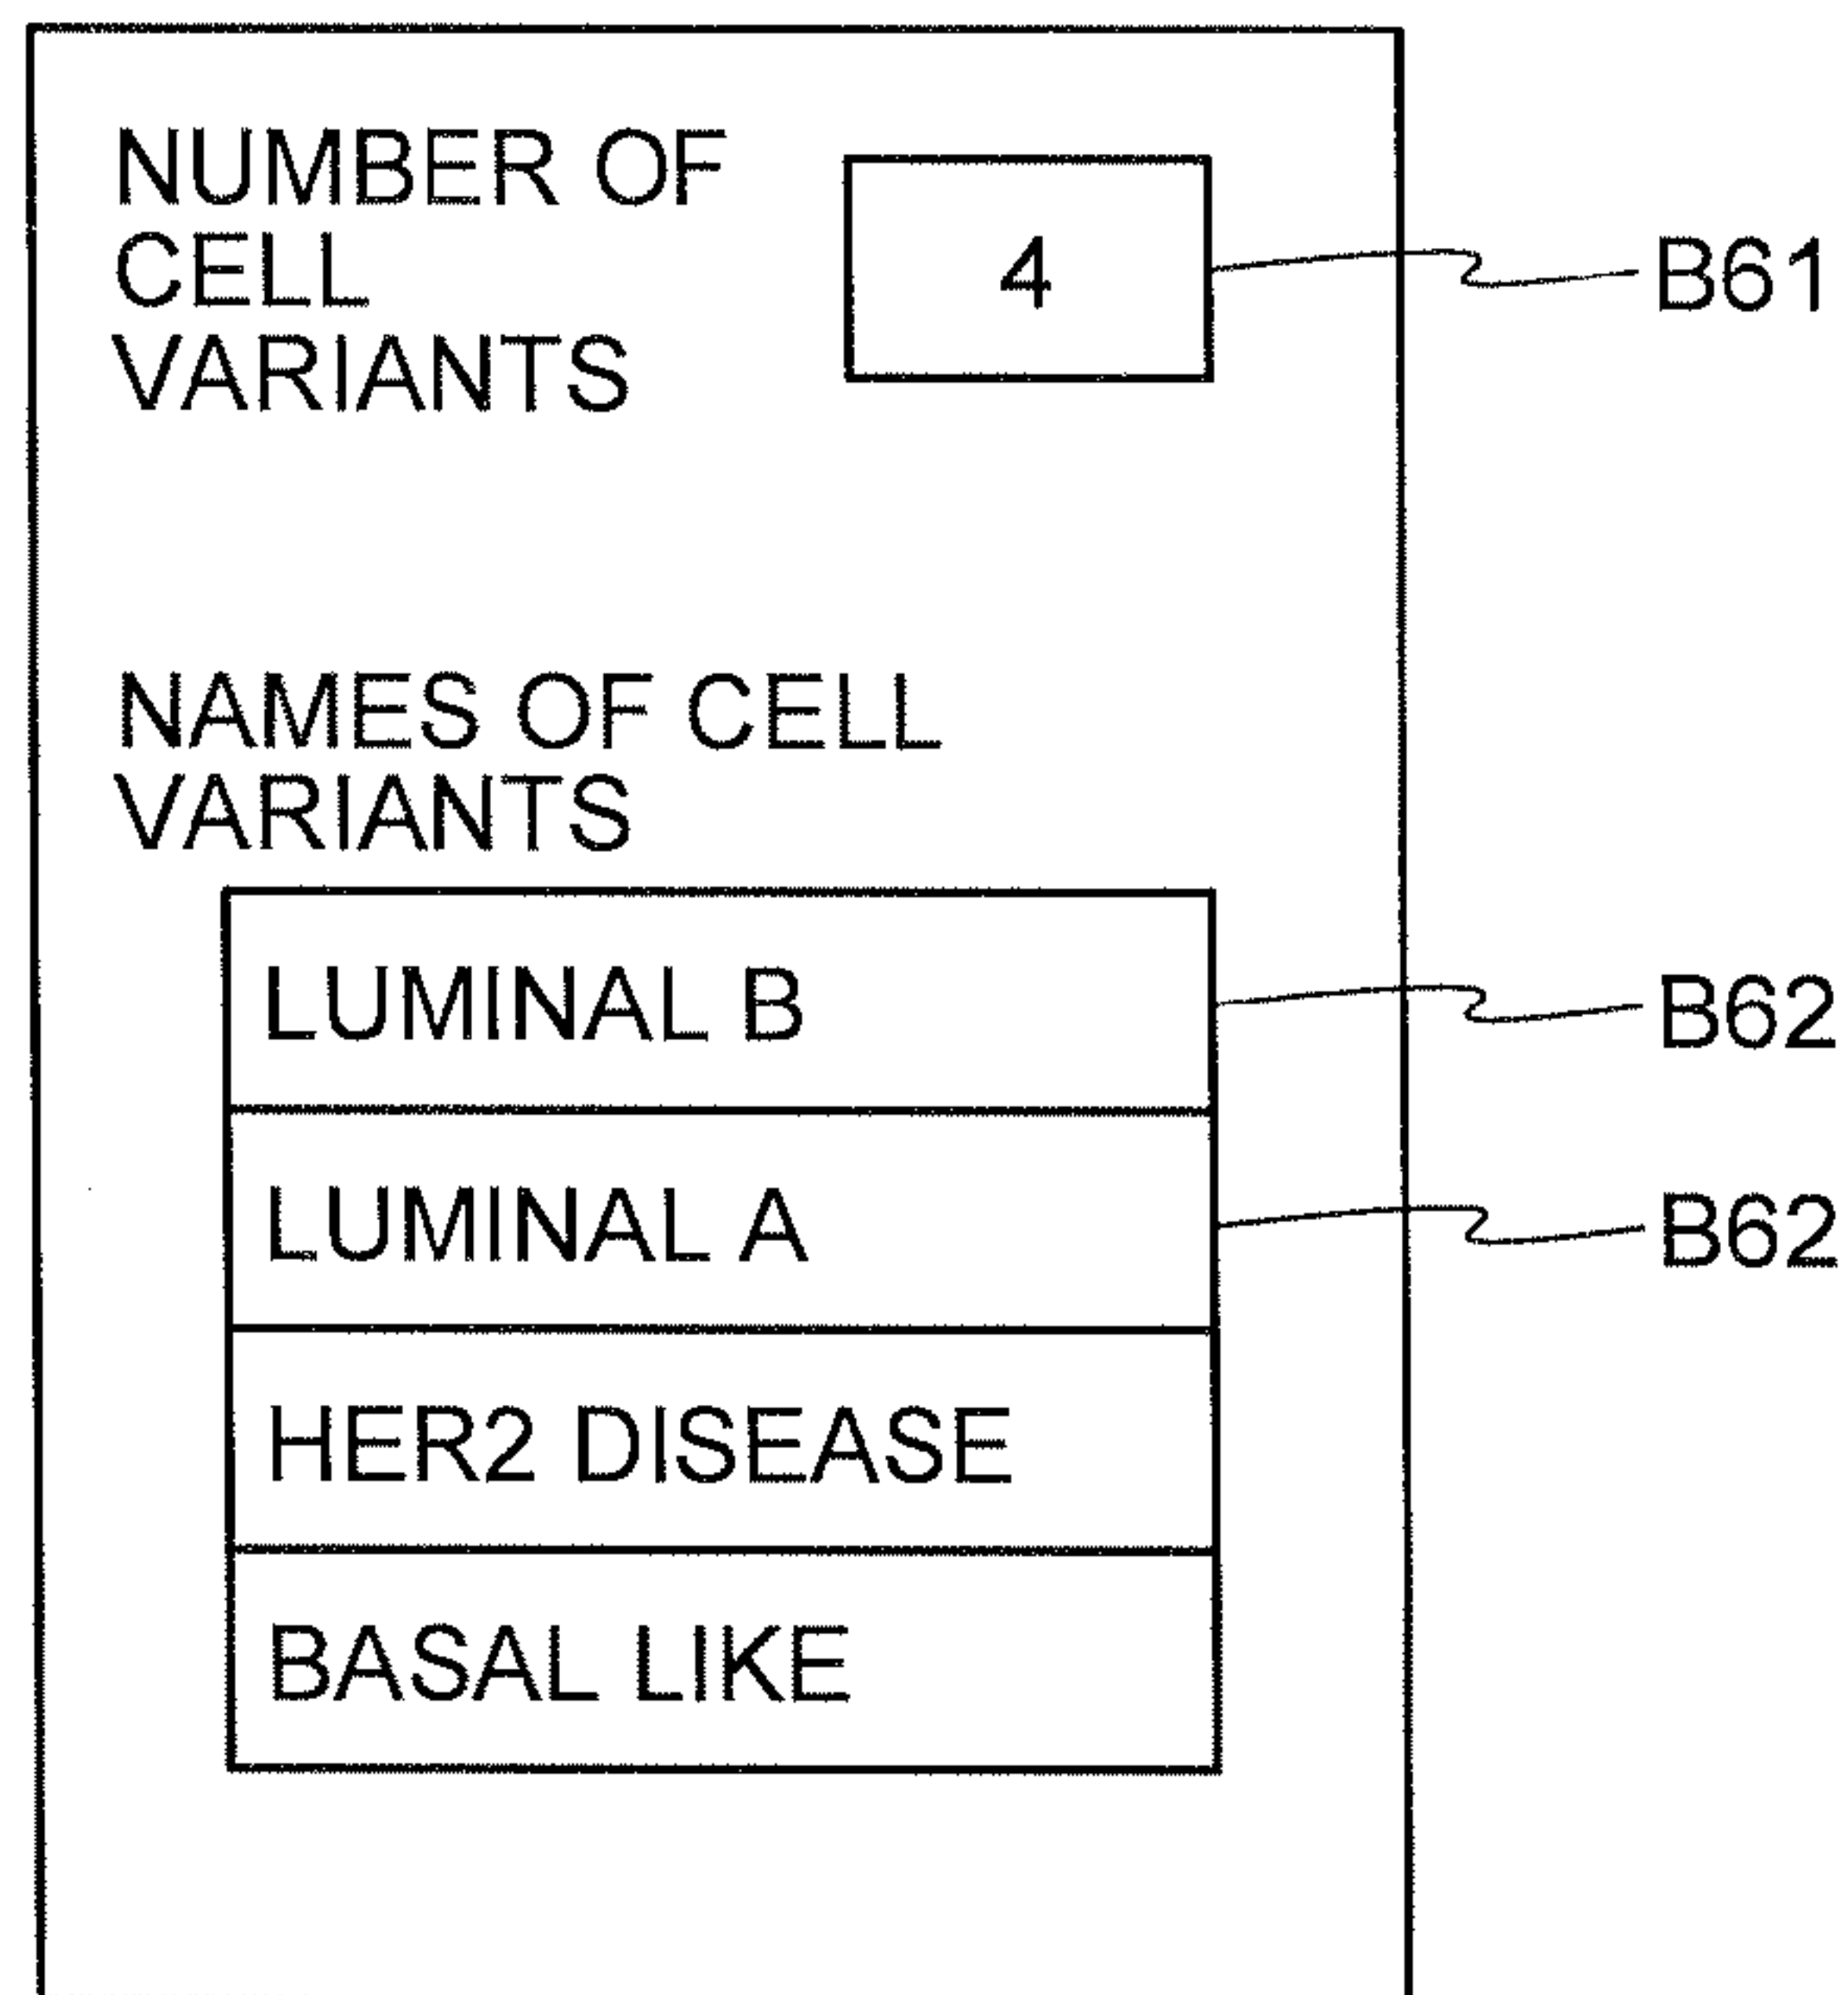 NUMBER OF
CELL
VARIANTS
4
B61
NAMES OF CELL
VARIANTS
LUMINAL B
B62
LUMINAL A
B62
HER2 DISEASE
BASAL LIKE